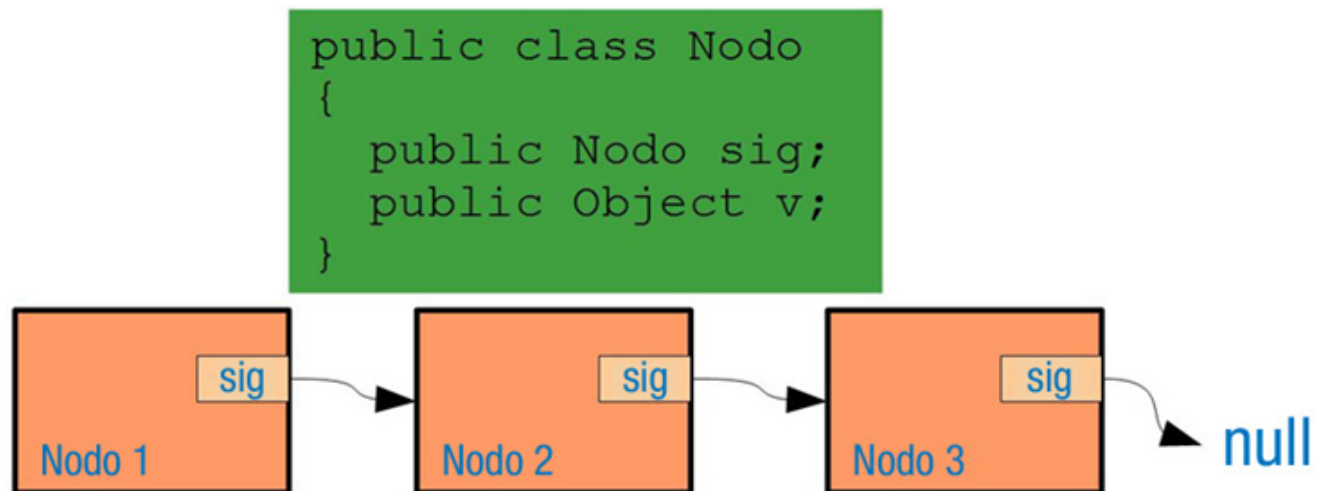 public class Nodo
{
public Nodo sig;
public Object v;
}
sig
sig
sig
Nodo 1
Nodo 2
Nodo 3
null